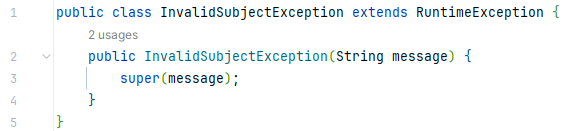 1 public class InvalidSubjectException extends RuntimeException {
2 usages
2 public InvalidSubjectException(String message) {
3 super(message);
4 }
5 }